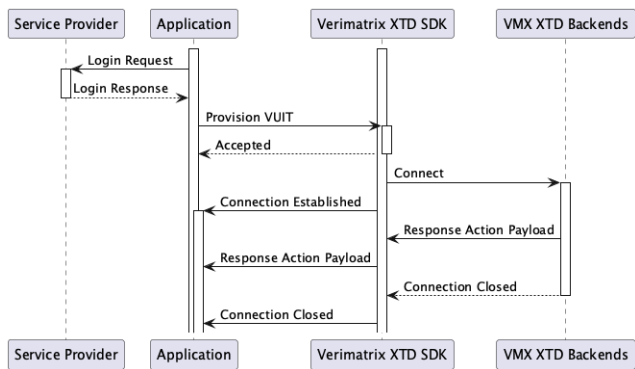 Service Provider
Application
Verimatrix XTD SDK
VMX XTD Backends
Login Request
Login Response
Provision VUIT
Accepted
Connect
Connection Established
Response Action Payload
Response Action Payload
Connection Closed
Connection Closed
Service Provider
Application
Verimatrix XTD SDK
VMX XTD Backends